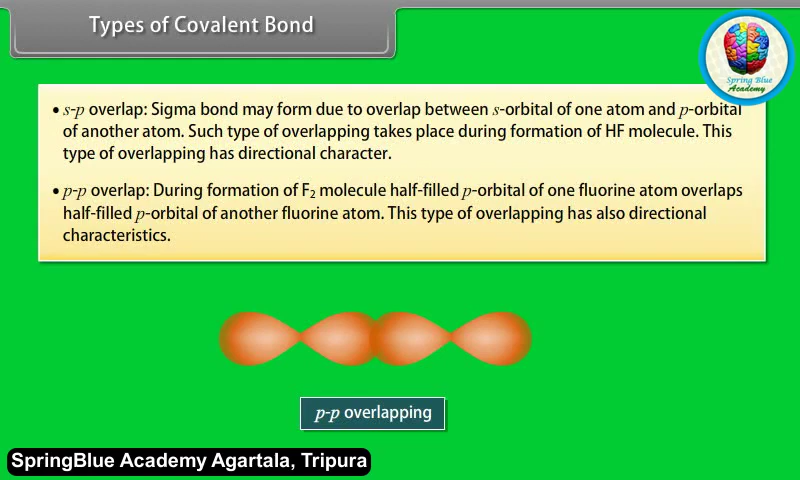 Types of Covalent Bond
Spring Blue
Academy
• s-p overlap: Sigma bond may form due to overlap between s-orbital of one atom and p-orbital
of another atom. Such type of overlapping takes place during formation of HF molecule. This
type of overlapping has directional character.
• p-p overlap: During formation of F₂ molecule half-filled p-orbital of one fluorine atom overlaps
half-filled p-orbital of another fluorine atom. This type of overlapping has also directional
characteristics.
p-p overlapping
SpringBlue Academy Agartala, Tripura